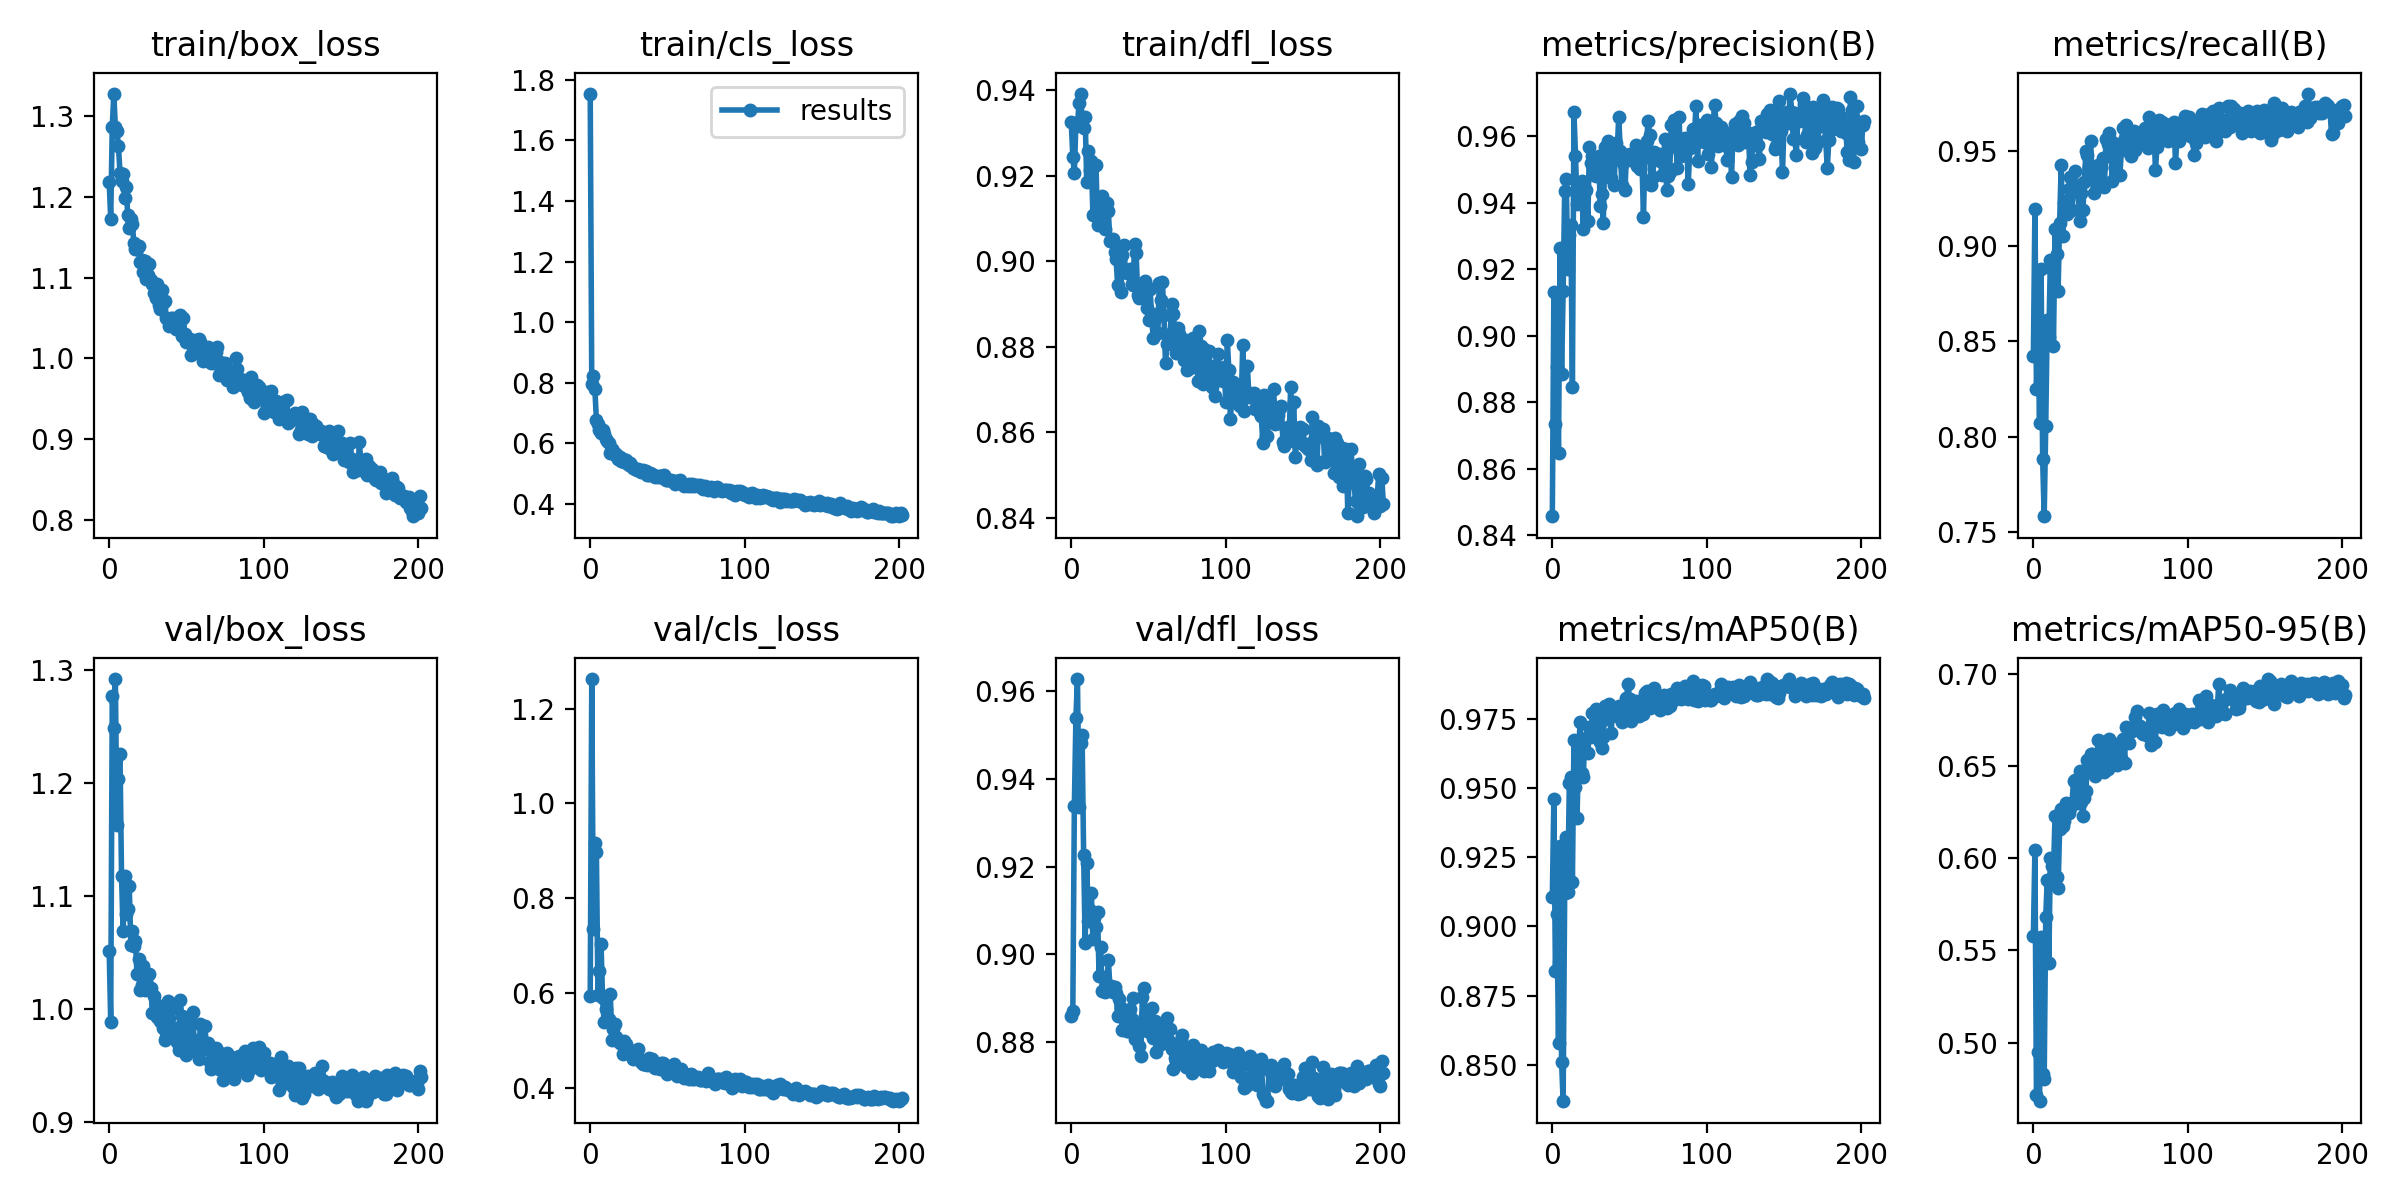 train/box_loss
1.3
1.2
1.1
1.0
0.9
0.8
0 100 200
train/cls_loss
results
1.8
1.6
1.4
1.2
1.0
0.8
0.6
0.4
0 100 200
train/dfl_loss
0.94
0.92
0.90
0.88
0.86
0.84
0 100 200
metrics/precision(B)
0.96
0.94
0.92
0.90
0.88
0.86
0.84
0 100 200
metrics/recall(B)
0.95
0.90
0.85
0.80
0.75
0 100 200
val/box_loss
1.3
1.2
1.1
1.0
0.9
0 100 200
val/cls_loss
1.2
1.0
0.8
0.6
0.4
0 100 200
val/dfl_loss
0.96
0.94
0.92
0.90
0.88
0 100 200
metrics/mAP50(B)
0.975
0.950
0.925
0.900
0.875
0.850
0 100 200
metrics/mAP50-95(B)
0.70
0.65
0.60
0.55
0.50
0 100 200